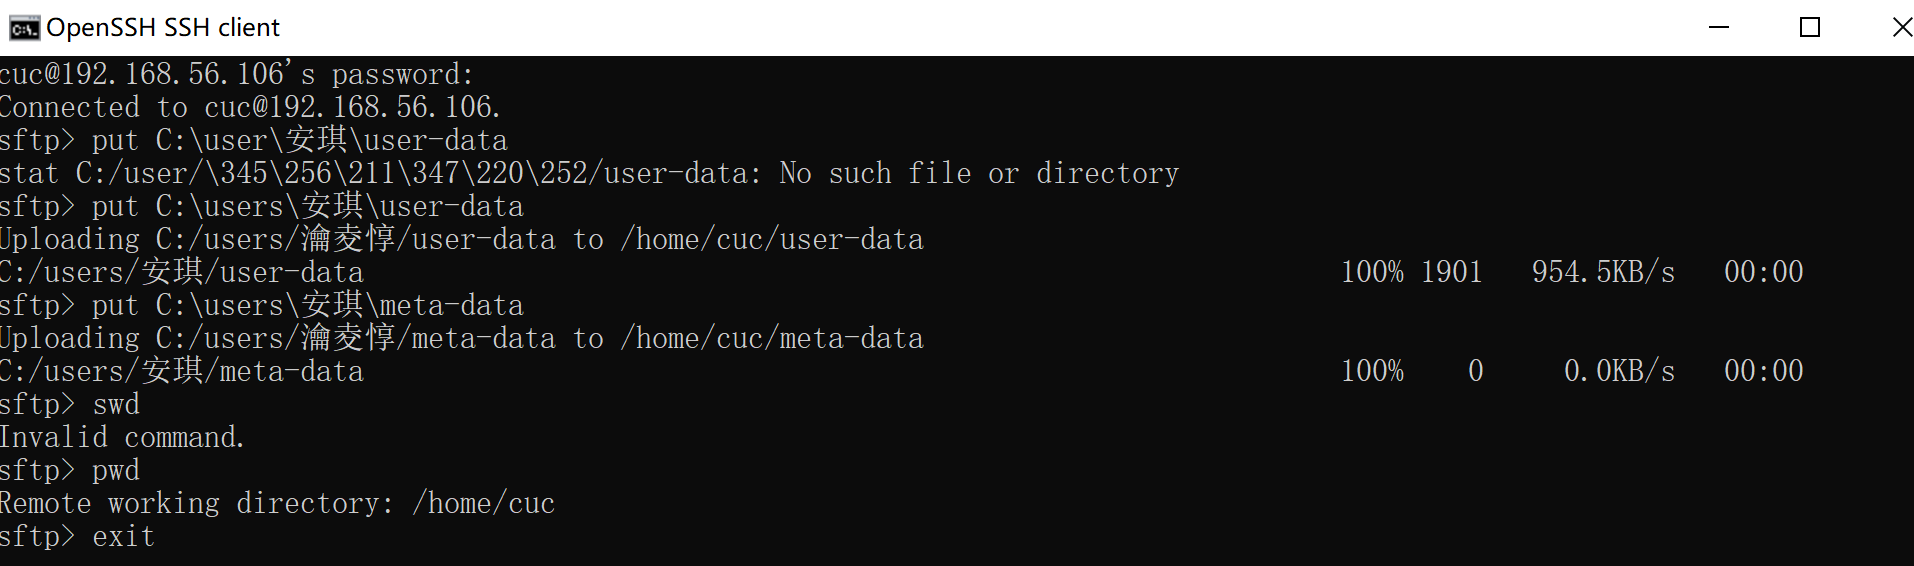 OpenSSH SSH client
cuc@192.168.56.106's password:
Connected to cuc@192.168.56.106.
sftp> put C:\user\安琪\user-data
stat C:/user/\345\256\211\347\220\252/user-data: No such file or directory
sftp> put C:\users\安琪\user-data
Uploading C:/users/瀹夌惇/user-data to /home/cuc/user-data
C:/users/安琪/user-data 100% 1901 954.5KB/s 00:00
sftp> put C:\users\安琪\meta-data
Uploading C:/users/瀹夌惇/meta-data to /home/cuc/meta-data
C:/users/安琪/meta-data 100% 0 0.0KB/s 00:00
sftp> swd
Invalid command.
sftp> pwd
Remote working directory: /home/cuc
sftp> exit